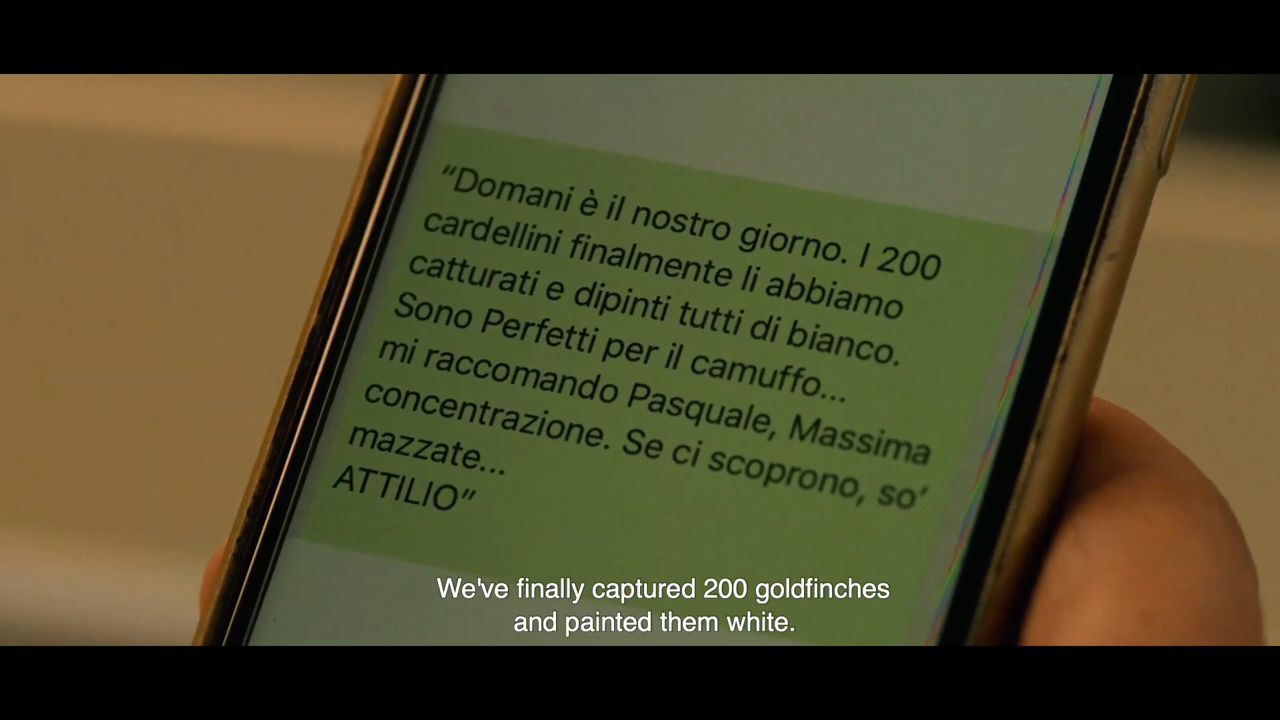 “Domani è il nostro giorno. I 200
cardellini finalmente li abbiamo
catturati e dipinti tutti di bianco.
Sono Perfetti per il camuffo...
mi raccomando Pasquale, Massima
concentrazione. Se ci scoprono, so’
mazzate...
ATTILIO”
We've finally captured 200 goldfinches
and painted them white.